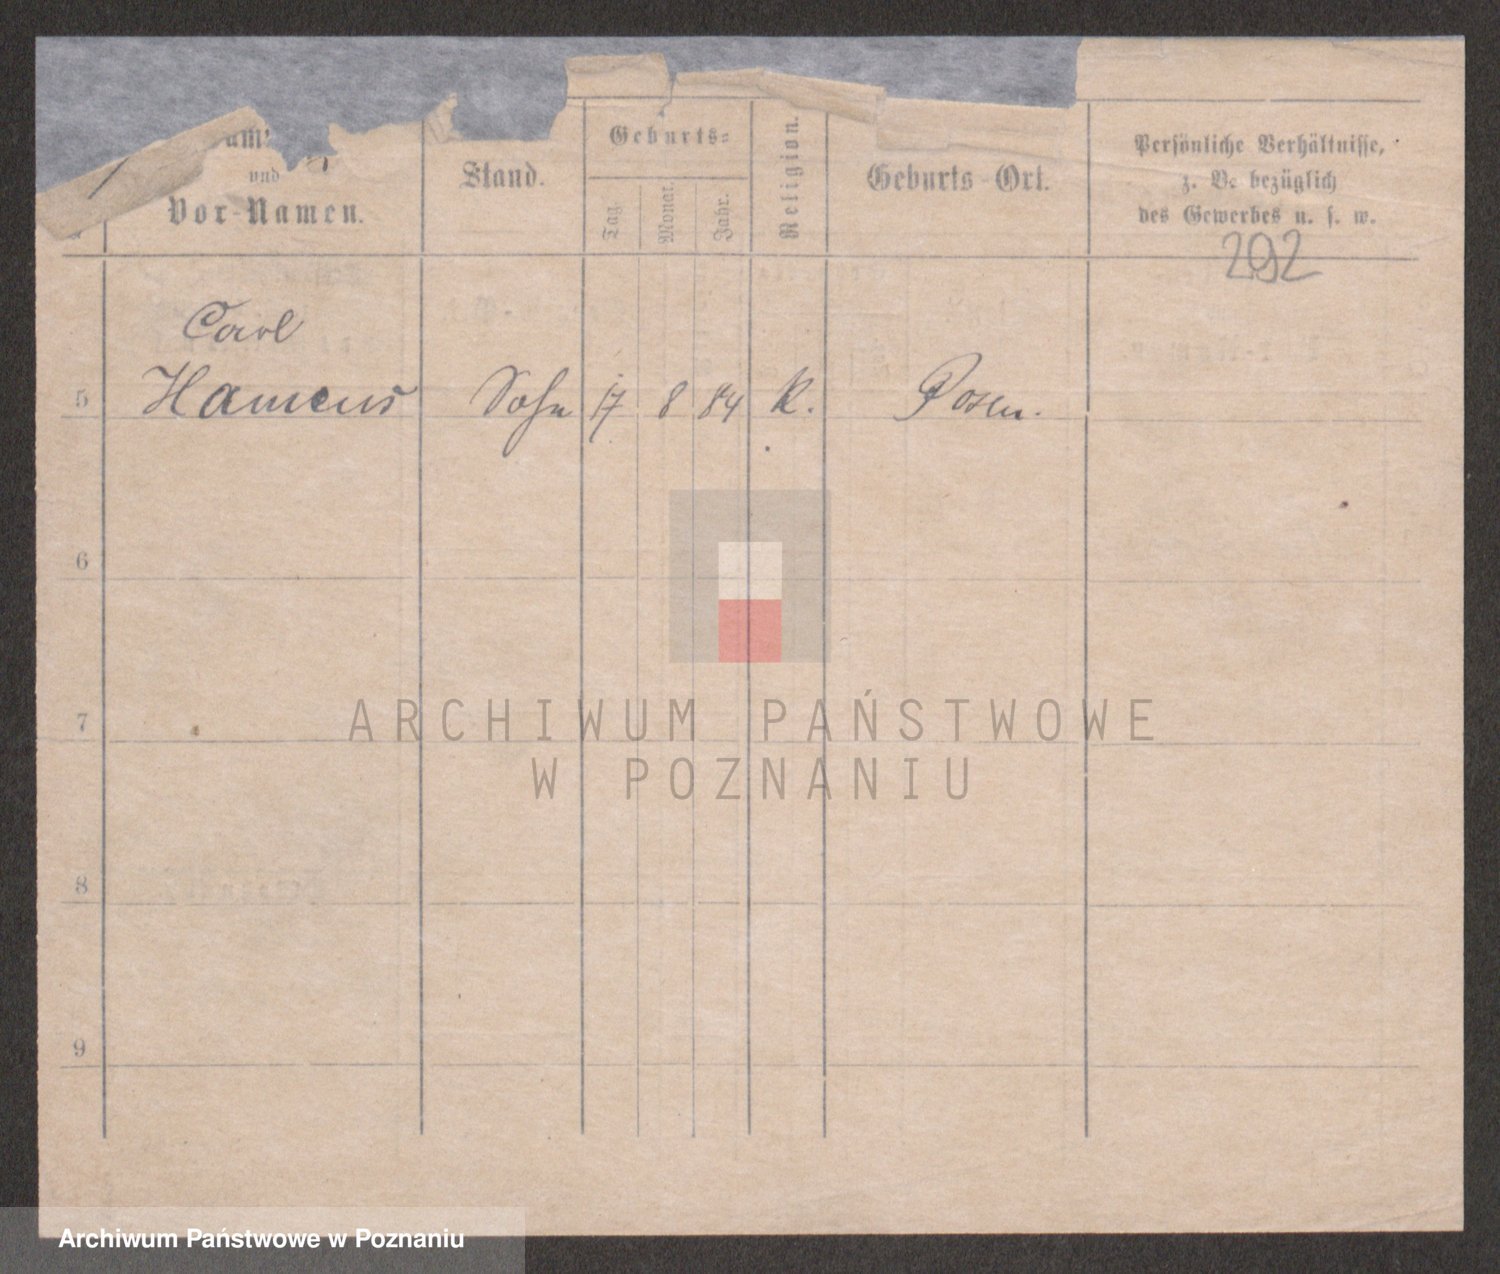 und
Vor-Namen.
Stand.
Geburts-
Tag.
Monat.
Jahr.
Religion.
Geburts-Ort.
Persönliche Verhältnisse,
z. B. bezüglich
des Gewerbes u. s. w.
292
Carl
5 Hamens Sohn 17 8 84 K. Posen.
6
7
8
9
ARCHIWUM PAŃSTWOWE
W POZNANIU
Archiwum Państwowe w Poznaniu